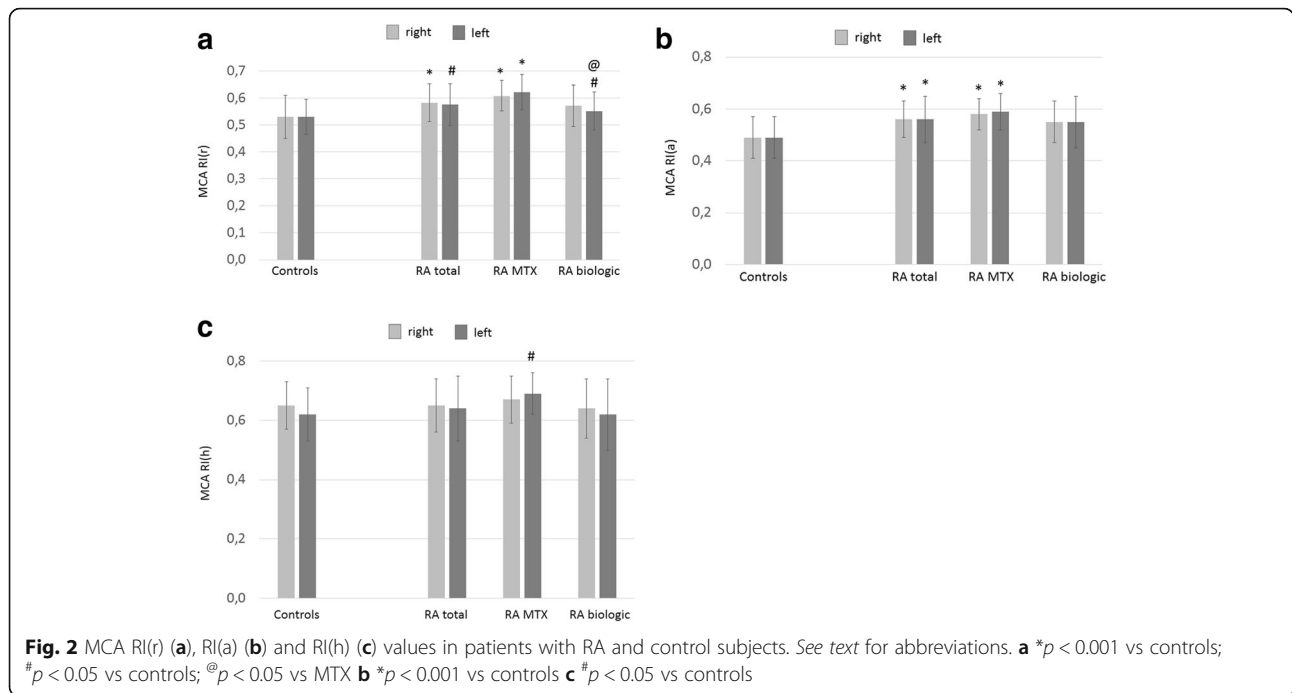 a
right left
* # * * @ #
0,7
0,6
0,5
0,4
0,3
0,2
0,1
0,0
MCA RI(r)
Controls RA total RA MTX RA biologic
b
right left
* * * *
0,8
0,6
0,4
0,2
0,0
MCA RI(a)
Controls RA total RA MTX RA biologic
c
right left
#
0,8
0,6
0,4
0,2
0,0
MCA RI(h)
Controls RA total RA MTX RA biologic
Fig. 2 MCA RI(r) (a), RI(a) (b) and RI(h) (c) values in patients with RA and control subjects. See text for abbreviations. a *p < 0.001 vs controls;
#p < 0.05 vs controls; @p < 0.05 vs MTX b *p < 0.001 vs controls c #p < 0.05 vs controls